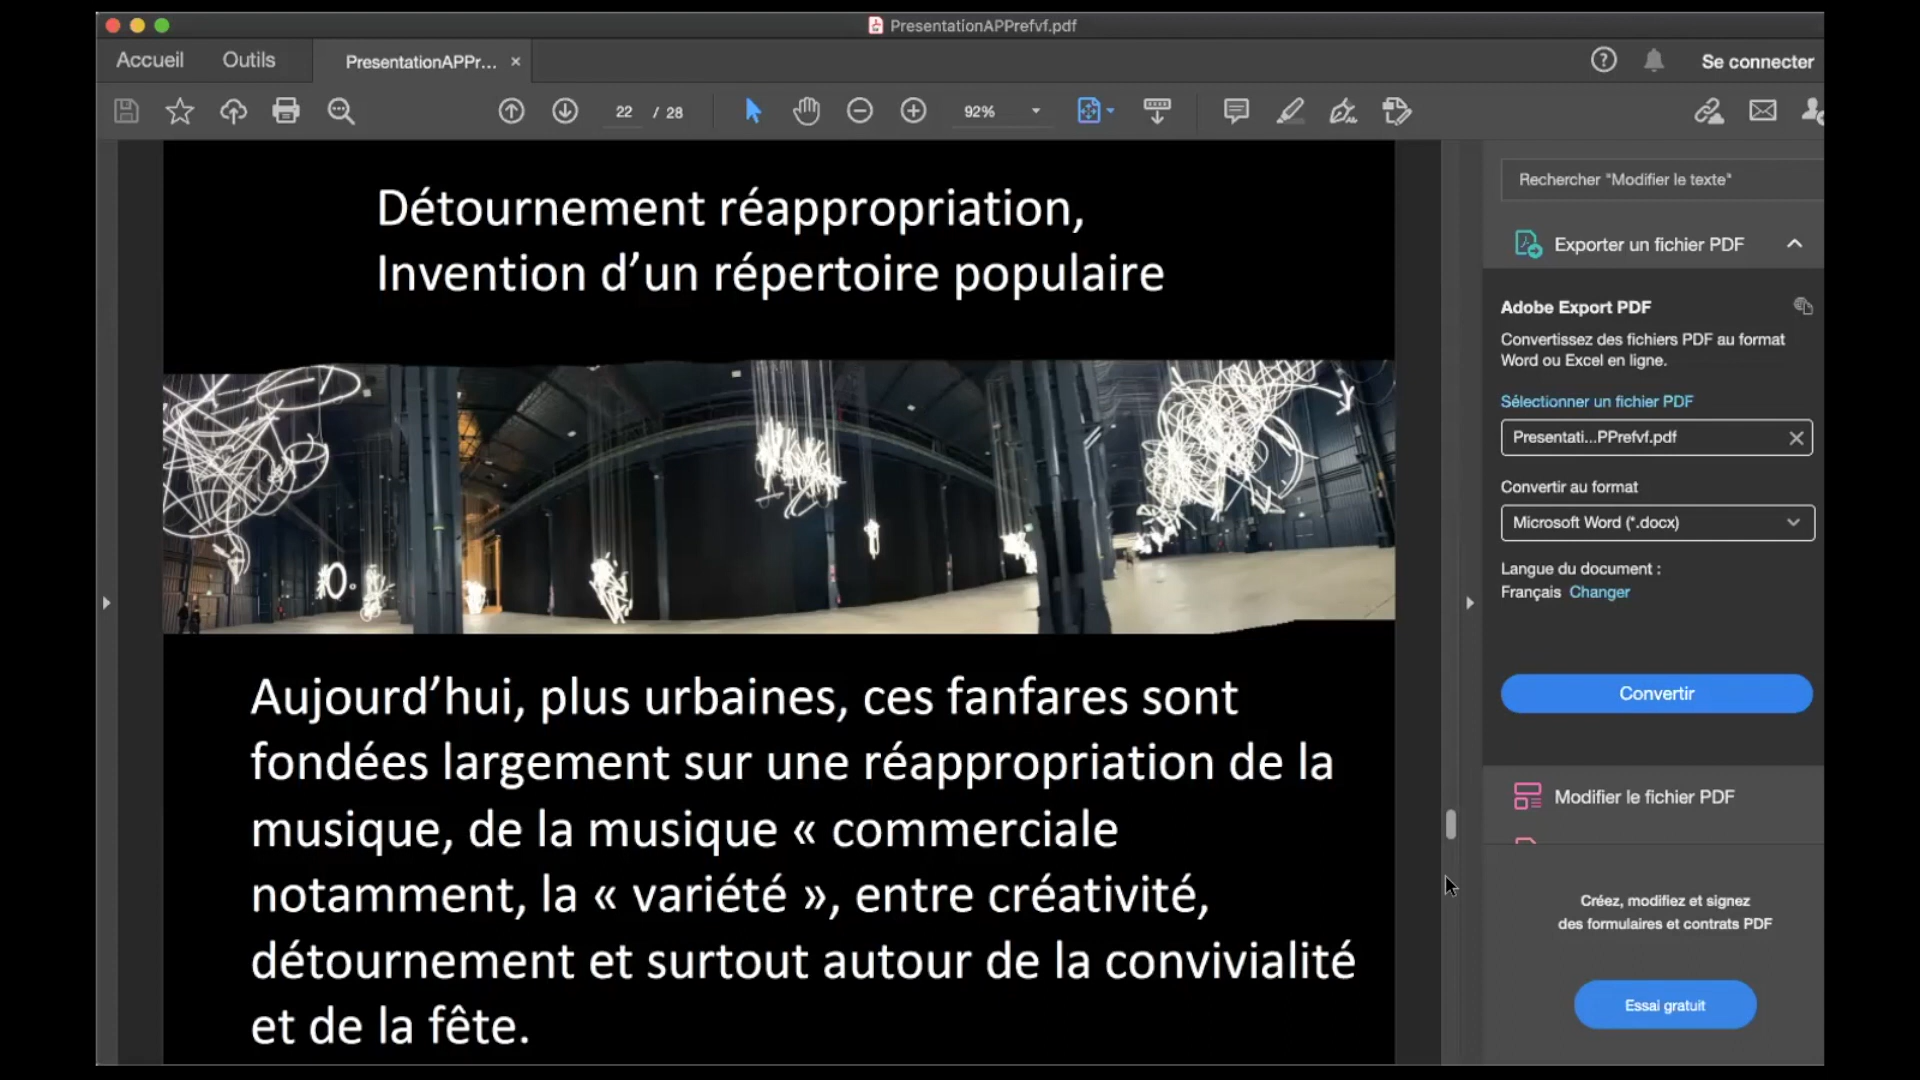 PresentationAPPrefvf.pdf
Accueil
Outils
PresentationAPPr...
Se connecter
22 / 28
92%
Détournement réappropriation,
Invention d’un répertoire populaire
Aujourd’hui, plus urbaines, ces fanfares sont
fondées largement sur une réappropriation de la
musique, de la musique « commerciale
notamment, la « variété », entre créativité,
détournement et surtout autour de la convivialité
et de la fête.
Rechercher "Modifier le texte"
Exporter un fichier PDF
Adobe Export PDF
Convertissez des fichiers PDF au format
Word ou Excel en ligne.
Sélectionner un fichier PDF
Presentati...PPrefvf.pdf
Convertir au format
Microsoft Word (*.docx)
Langue du document :
Français Changer
Convertir
Modifier le fichier PDF
Créez, modifiez et signez
des formulaires et contrats PDF
Essai gratuit